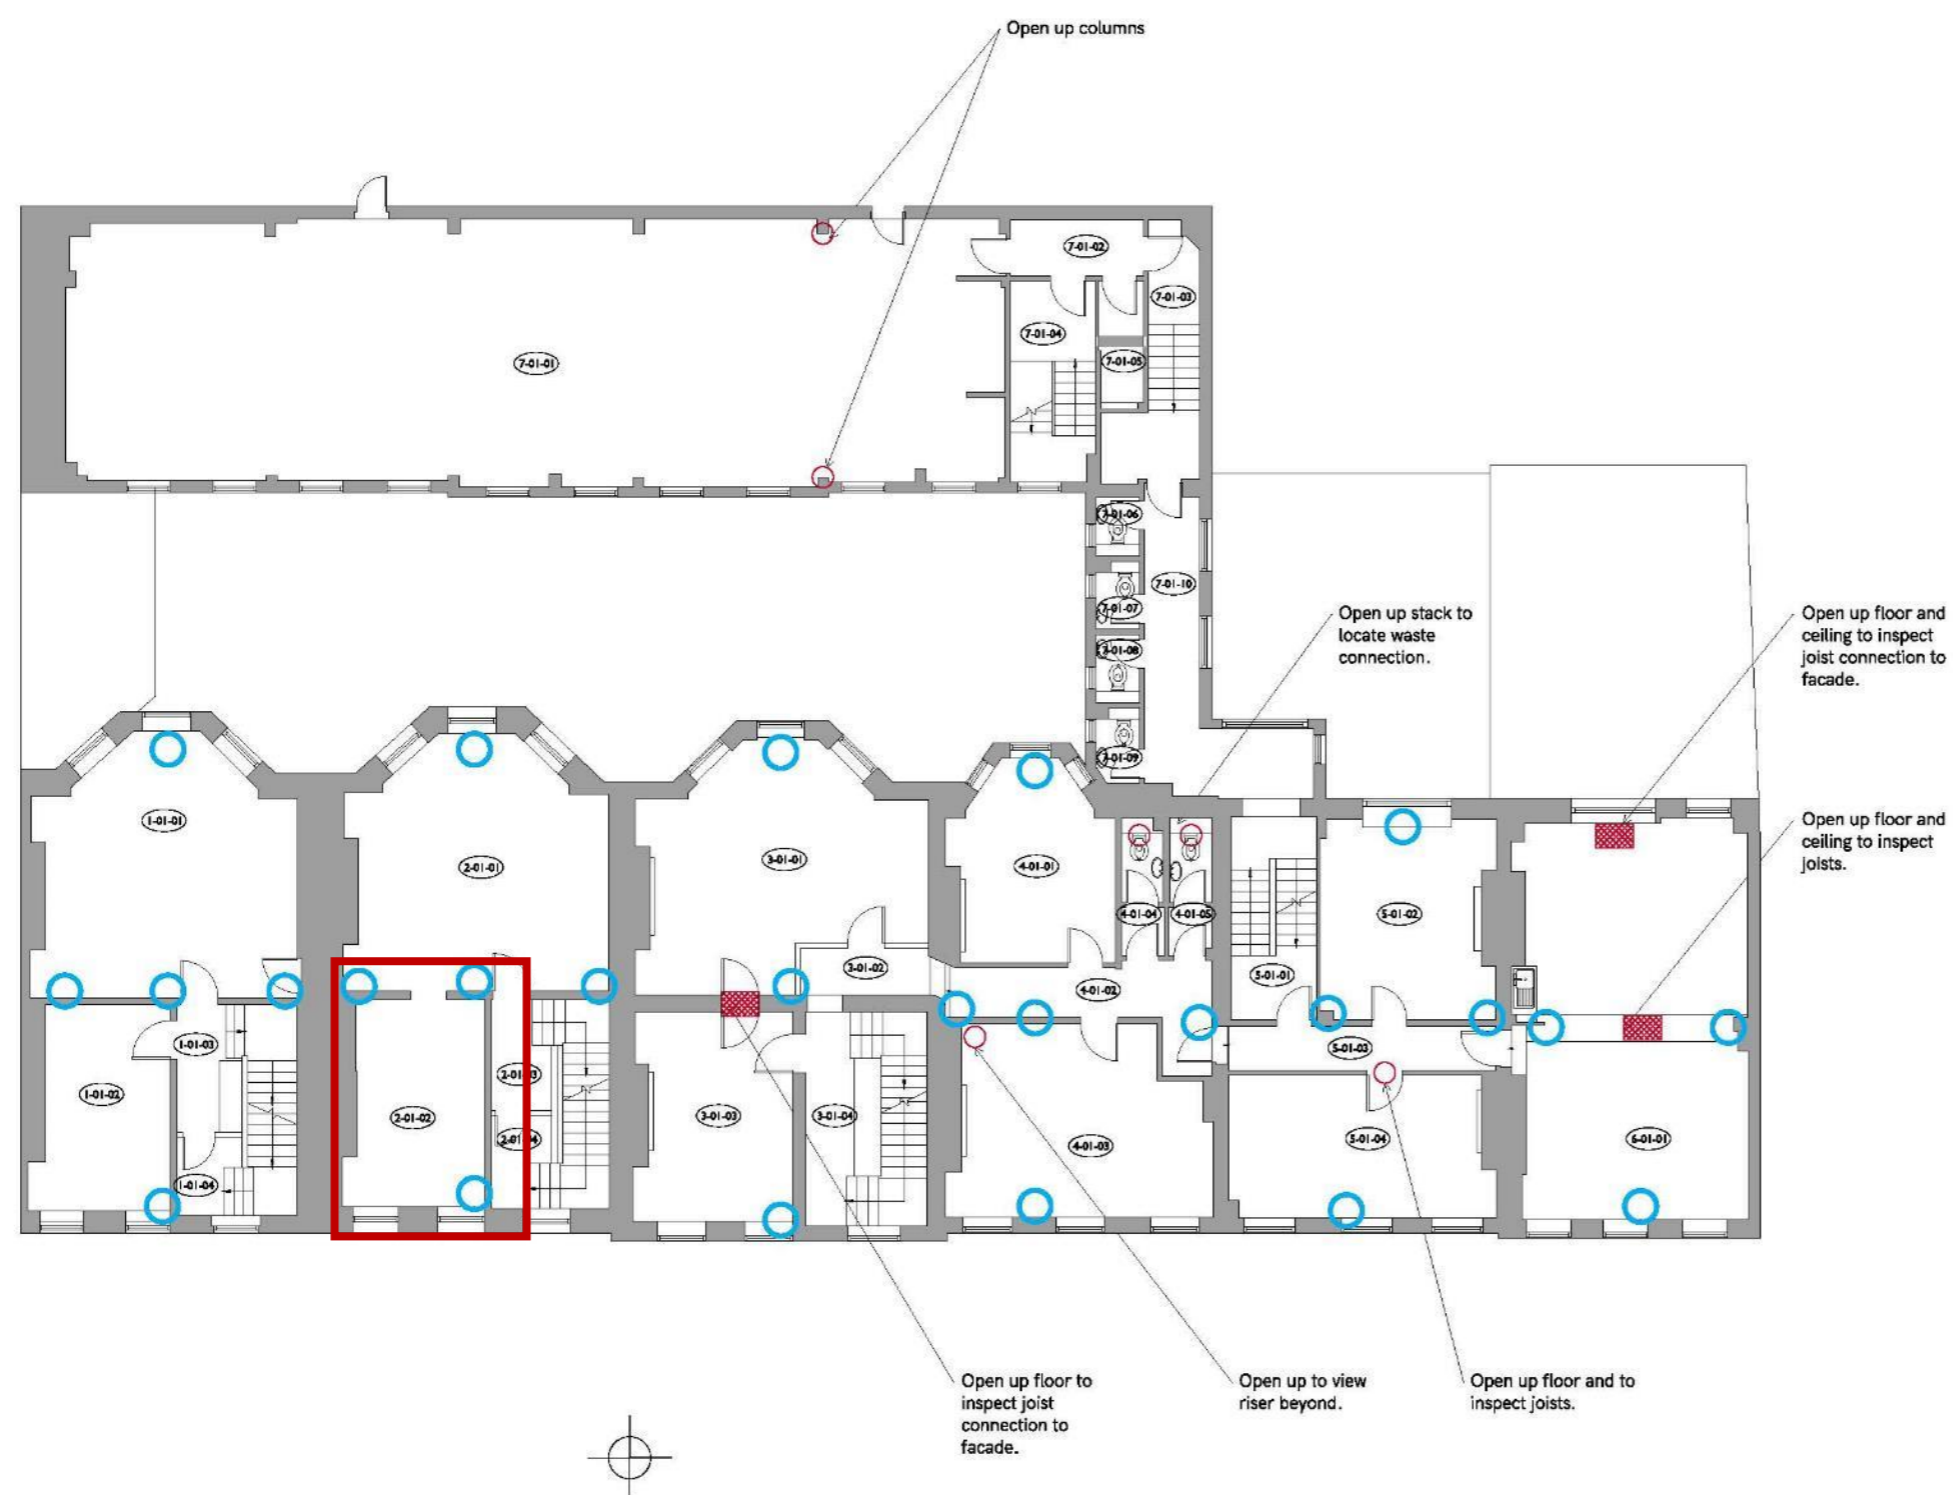 Open up columns
7-01-02
7-01-03
7-01-04
7-01-01
7-01-05
7-01-06
7-01-10
7-01-07
7-01-08
7-01-09
Open up stack to
locate waste
connection.
Open up floor and
ceiling to inspect
joist connection to
facade.
Open up floor and
ceiling to inspect
joists.
1-01-01
2-01-01
3-01-01
4-01-01
4-01-04
4-01-05
5-01-02
3-01-02
5-01-01
4-01-02
1-01-03
5-01-03
2-01-03
1-01-02
2-01-02
3-01-03
3-01-04
2-01-04
4-01-03
5-01-04
6-01-01
1-01-04
Open up floor to
inspect joist
connection to
facade.
Open up to view
riser beyond.
Open up floor and to
inspect joists.